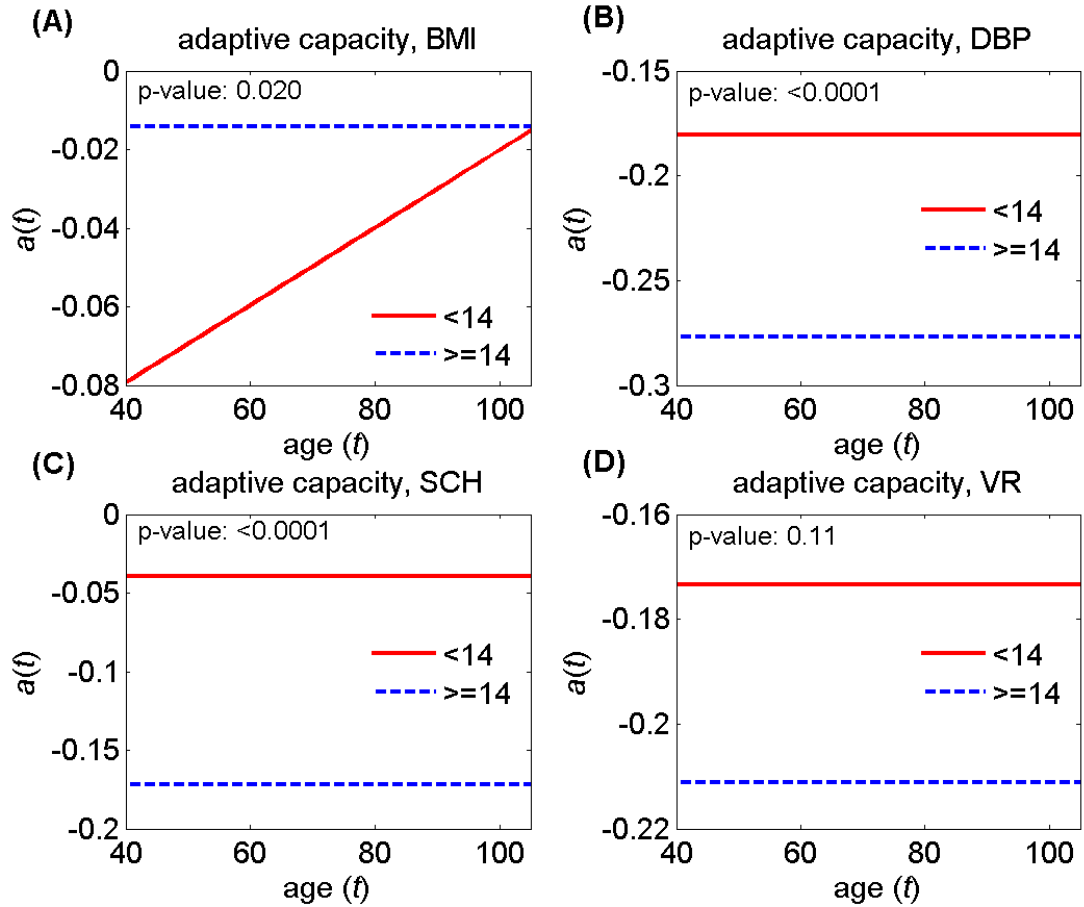 (A)
adaptive capacity, BMI
p-value: 0.020
0
-0.02
-0.04
-0.06
-0.08
a(t)
<14
>=14
40 60 80 100
age (t)
(B)
adaptive capacity, DBP
p-value: <0.0001
-0.15
-0.2
-0.25
-0.3
a(t)
<14
>=14
40 60 80 100
age (t)
(C)
adaptive capacity, SCH
p-value: <0.0001
0
-0.05
-0.1
-0.15
-0.2
a(t)
<14
>=14
40 60 80 100
age (t)
(D)
adaptive capacity, VR
p-value: 0.11
-0.16
-0.18
-0.2
-0.22
a(t)
<14
>=14
40 60 80 100
age (t)